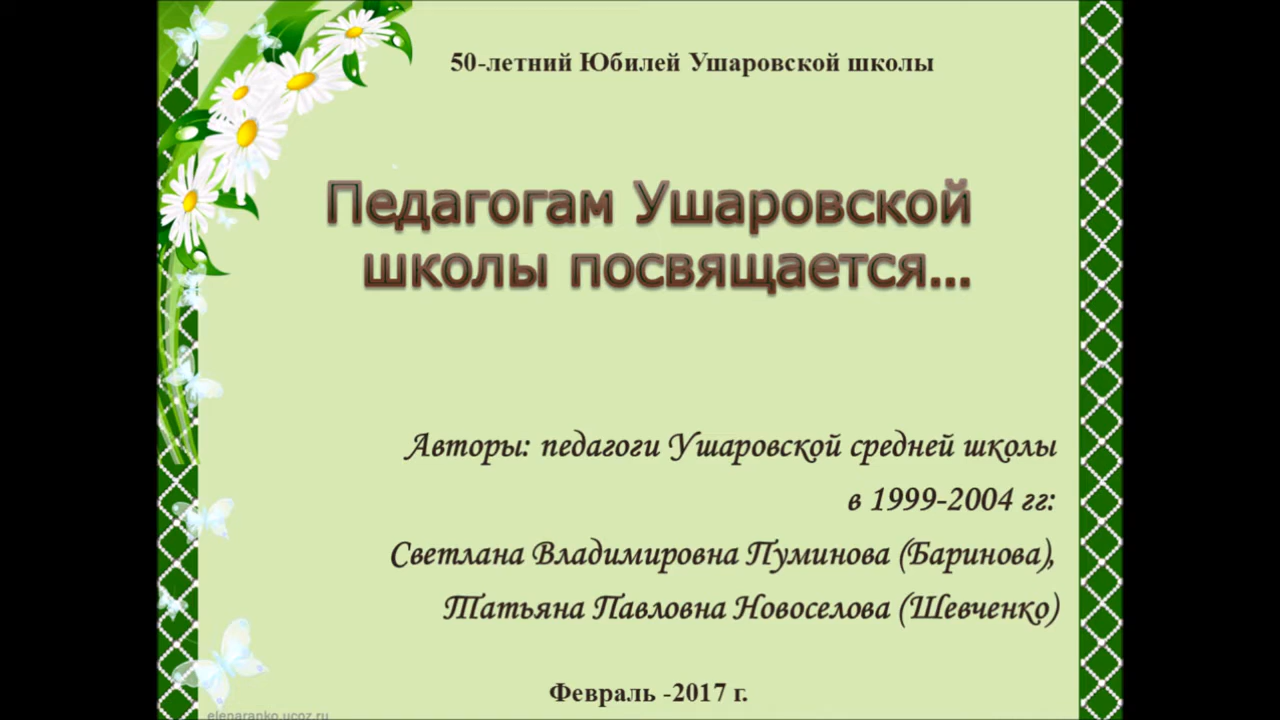 50-летний Юбилей Ушаровской школы
Педагогам Ушаровской
школы посвящается...
Авторы: педагоги Ушаровской средней школы
в 1999-2004 гг:
Светлана Владимировна Пуминова (Баринова),
Татьяна Павловна Новоселова (Шевченко)
Февраль -2017 г.
elenaranko.ucoz.ru